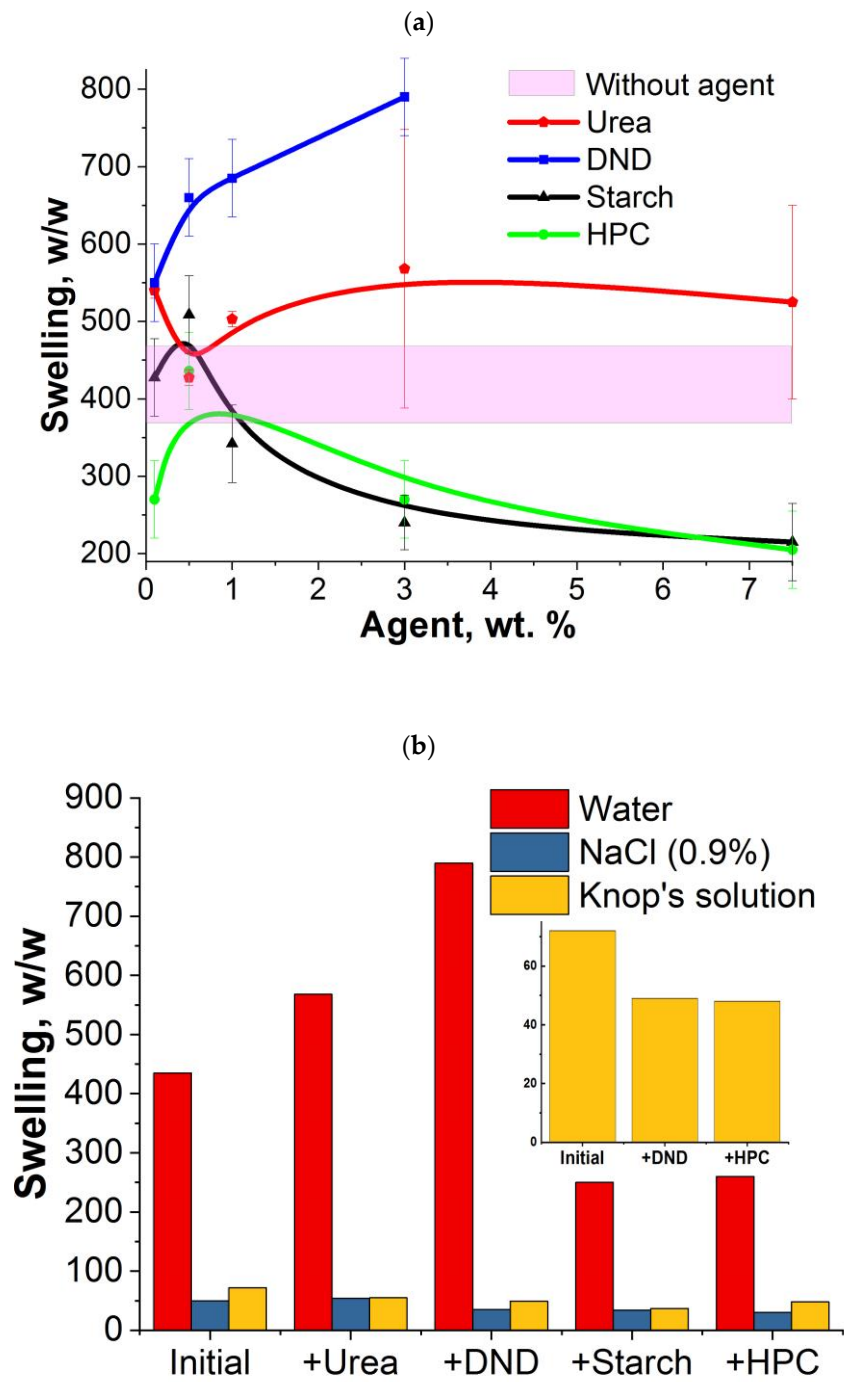 (a)
Swelling, w/w
800
700
600
500
400
300
200
Without agent
Urea
DND
Starch
HPC
0 1 2 3 4 5 6 7
Agent, wt. %
(b)
Swelling, w/w
900
800
700
600
500
400
300
200
100
0
Water
NaCl (0.9%)
Knop's solution
60
40
20
0
Initial +DND +HPC
Initial +Urea +DND +Starch +HPC